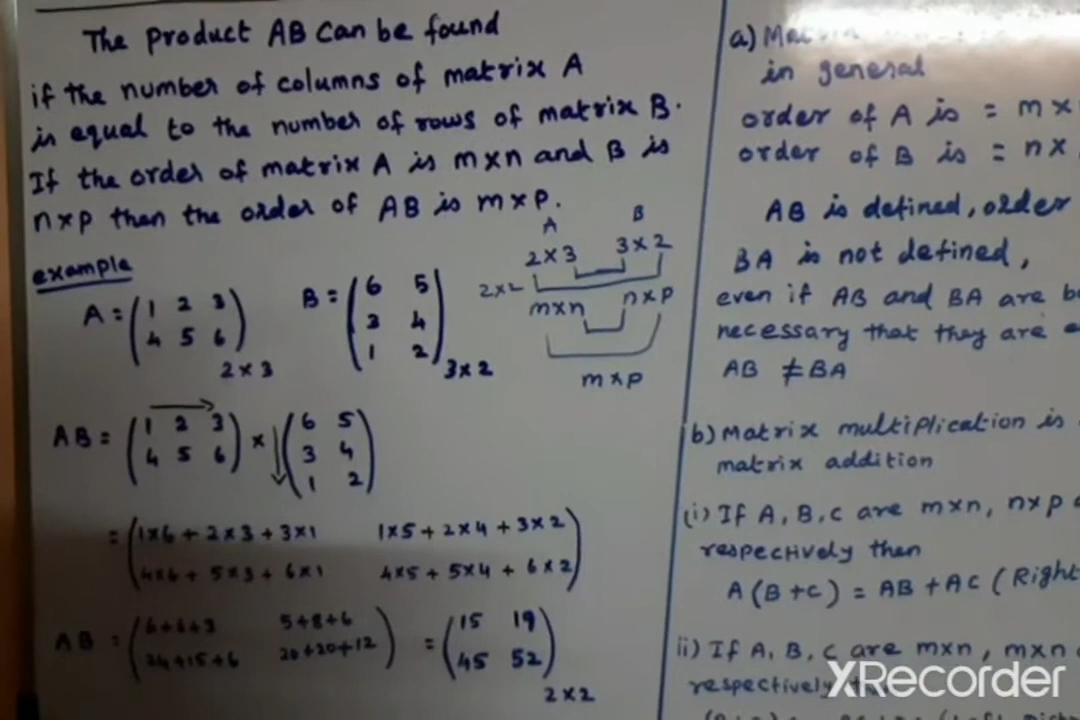 The product AB can be found
if the number of columns of matrix A
is equal to the number of rows of matrix B.
If the order of matrix A is m×n and B is
n×p then the order of AB is m×p.
A B
2×3 3×2
2×2
m×n n×p
m×p
example
A = (1 2 3
4 5 6)
2×3
B = (6 5
3 4
1 2)
3×2
AB = (1 2 3 × (6 5
4 5 6) 3 4
1 2)
= (1×6 + 2×3 + 3×1 1×5 + 2×4 + 3×2
4×6 + 5×3 + 6×1 4×5 + 5×4 + 6×2)
AB = (6+6+3 5+8+6
24+15+6 20+20+12)
= (15 19
45 52)
2×2
a)
in general
order of A is = m×
order of B is = n×
AB is defined, order
BA is not defined,
even if AB and BA are
necessary that they are
AB ≠ BA
b) Matrix multiplication is
matrix addition
(i) If A, B, C are m×n, n×p
respectively then
A(B+C) = AB + AC (Right
ii) If A, B, C are m×n, m×n
respectively
XRecorder